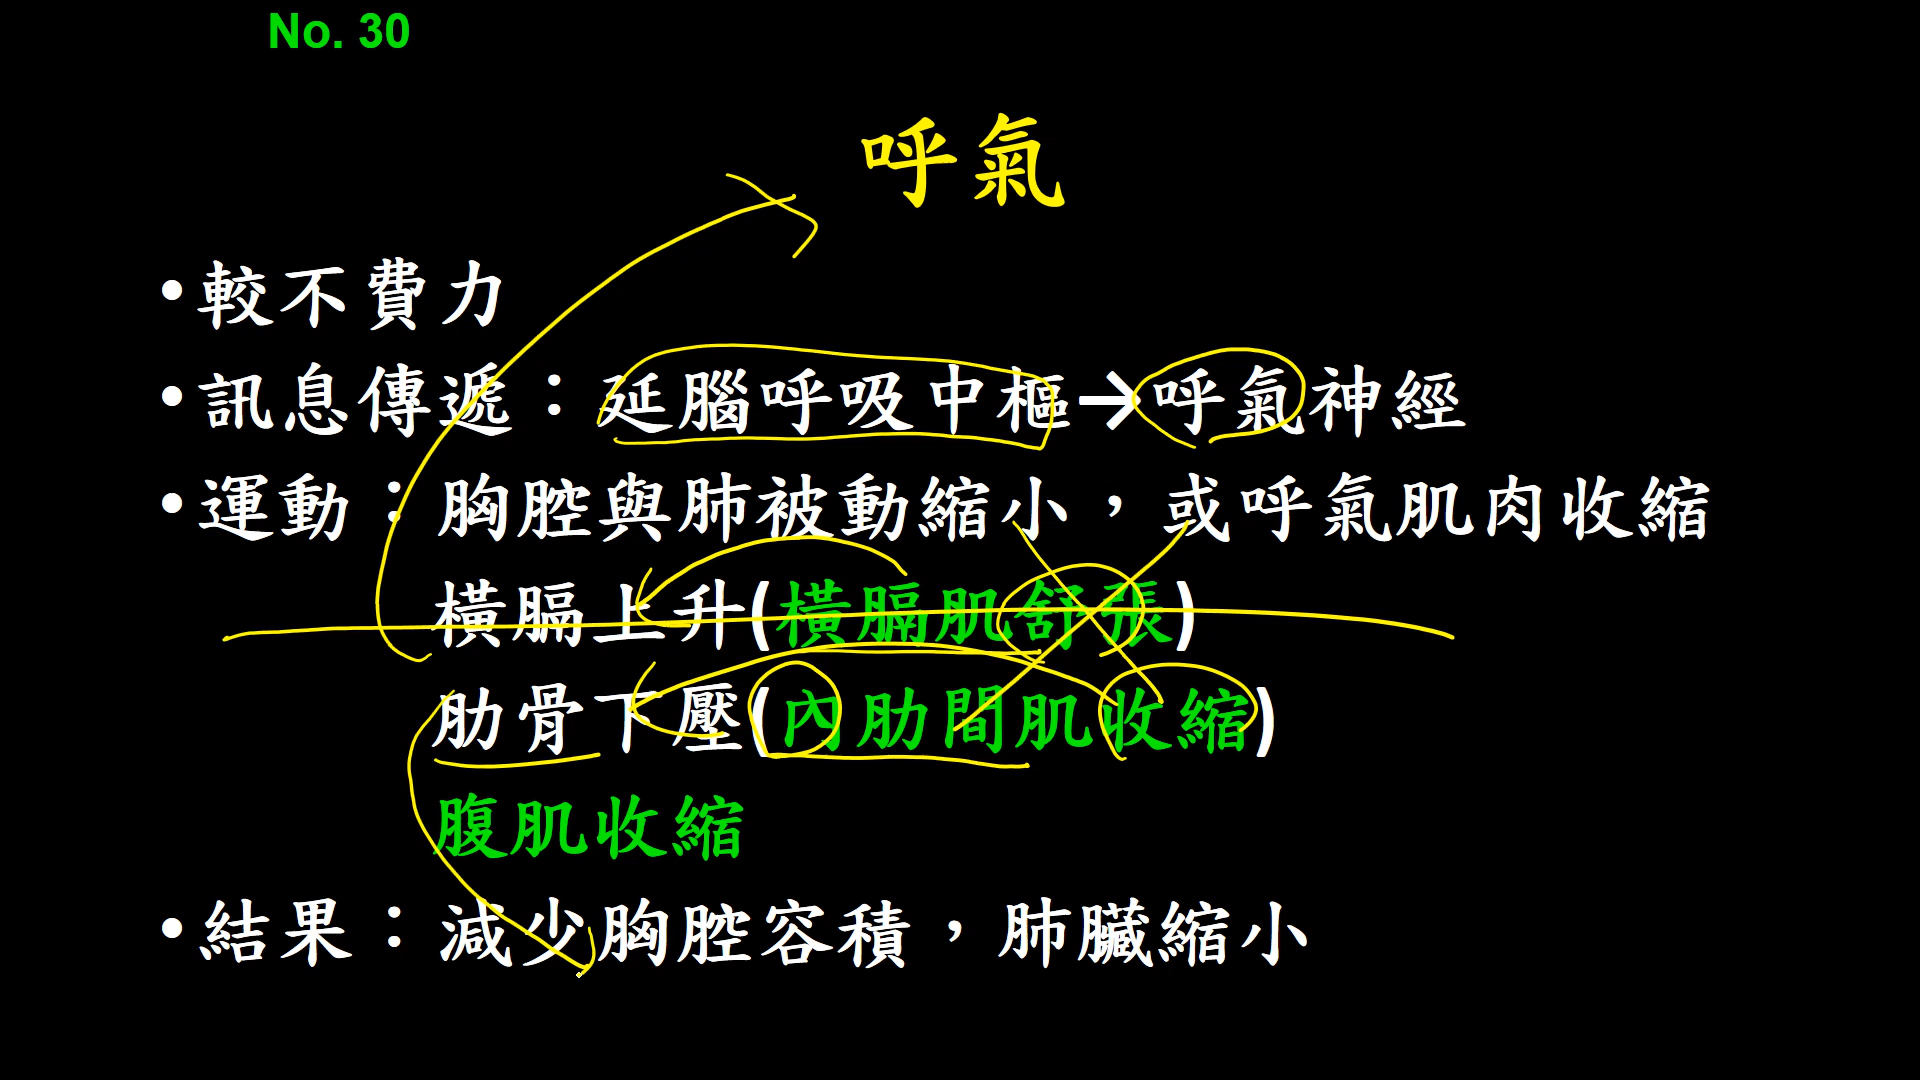 No. 30
呼氣
•較不費力
•訊息傳遞：延腦呼吸中樞→呼氣神經
•運動：胸腔與肺被動縮小，或呼氣肌肉收縮
橫膈上升(橫膈肌舒張)
肋骨下壓(內肋間肌收縮)
腹肌收縮
•結果：減少胸腔容積，肺臟縮小